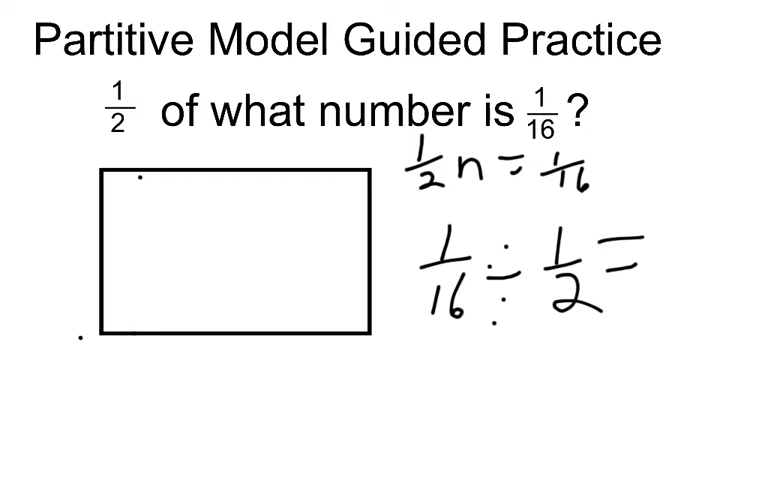 Partitive Model Guided Practice
1/2 of what number is 1/16 ?
1/2 n = 1/16
1/16 ÷ 1/2 =